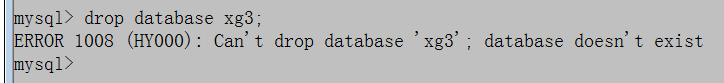 mysql> drop database xg3;
ERROR 1008 (HY000): Can't drop database 'xg3'; database doesn't exist
mysql>